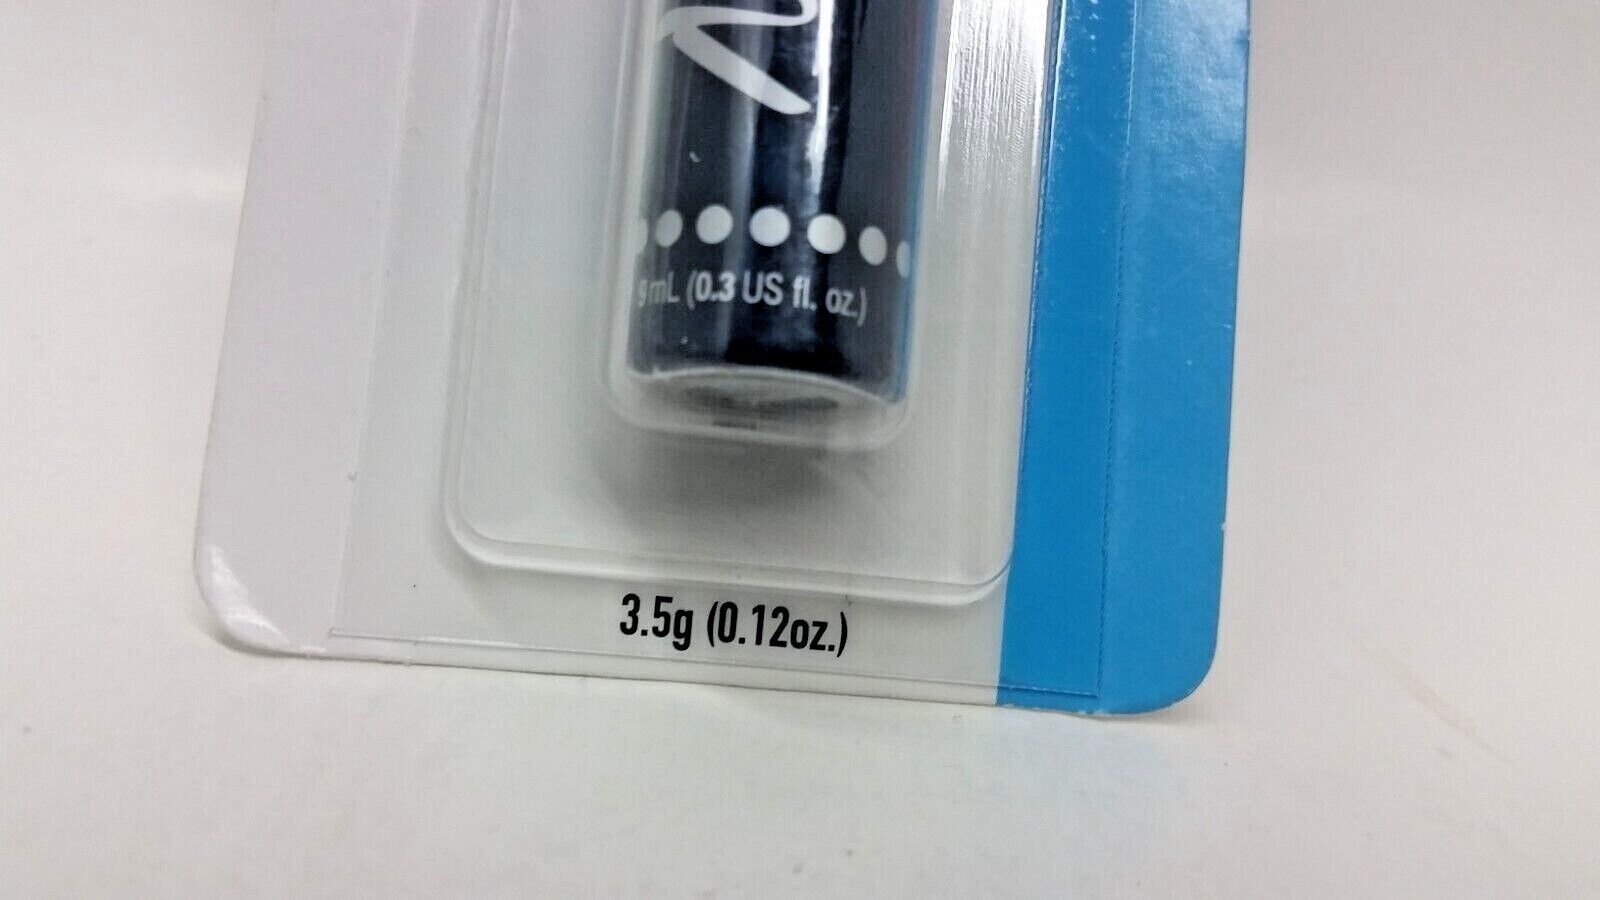 9mL (0.3 US fl. oz.)
3.5g (0.12oz.)